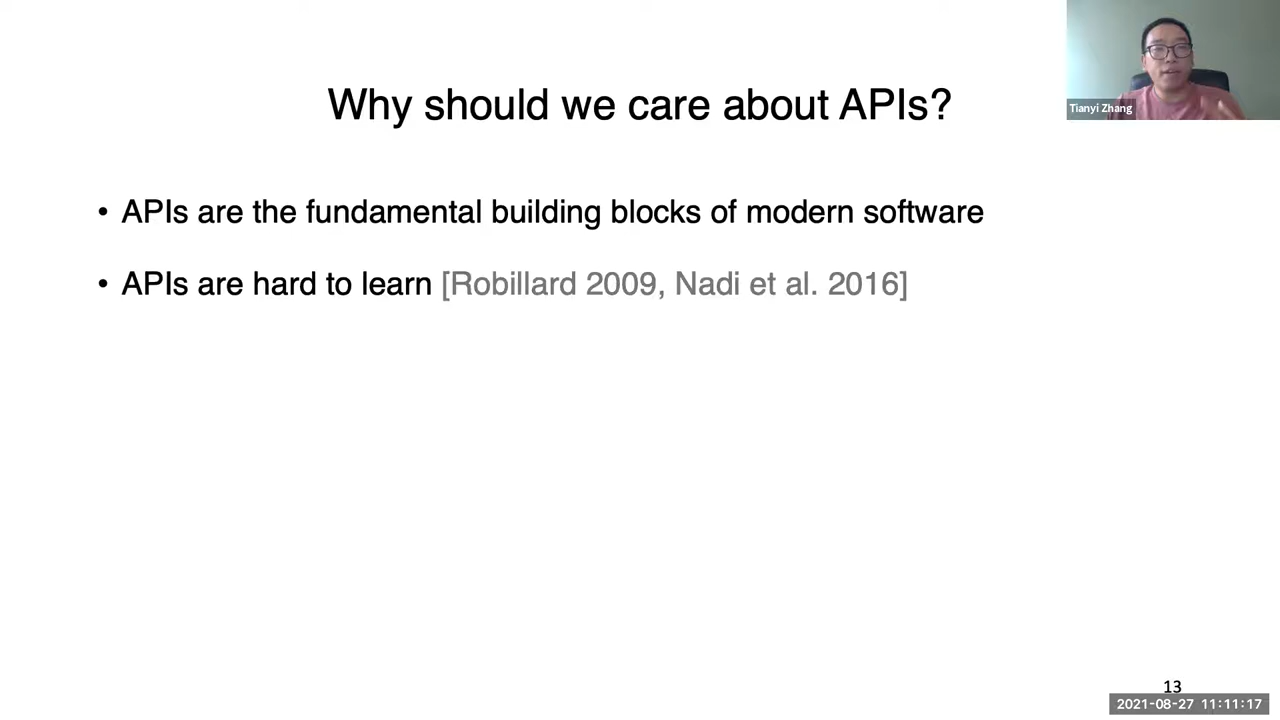 Why should we care about APIs?
Tianyi Zhang
• APIs are the fundamental building blocks of modern software
• APIs are hard to learn [Robillard 2009, Nadi et al. 2016]
13
2021-08-27 11:11:17